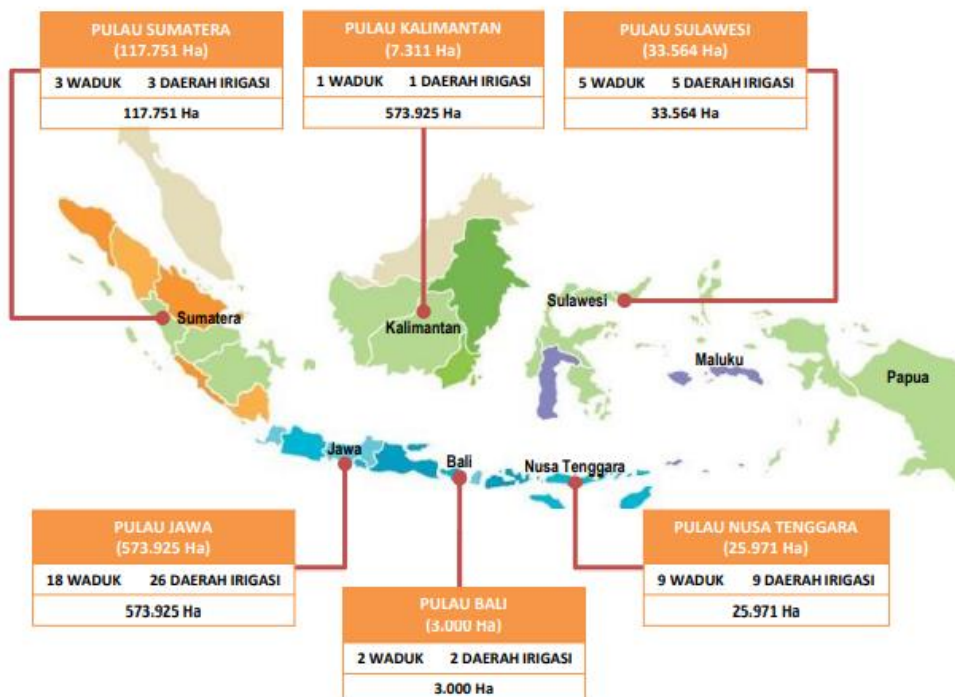 PULAU SUMATERA
(117.751 Ha)
3 WADUK 3 DAERAH IRIGASI
117.751 Ha
PULAU KALIMANTAN
(7.311 Ha)
1 WADUK 1 DAERAH IRIGASI
573.925 Ha
PULAU SULAWESI
(33.564 Ha)
5 WADUK 5 DAERAH IRIGASI
33.564 Ha
Sumatera
Kalimantan
Sulawesi
Maluku
Papua
Jawa
Bali
Nusa Tenggara
PULAU JAWA
(573.925 Ha)
18 WADUK 26 DAERAH IRIGASI
573.925 Ha
PULAU BALI
(3.000 Ha)
2 WADUK 2 DAERAH IRIGASI
3.000 Ha
PULAU NUSA TENGGARA
(25.971 Ha)
9 WADUK 9 DAERAH IRIGASI
25.971 Ha